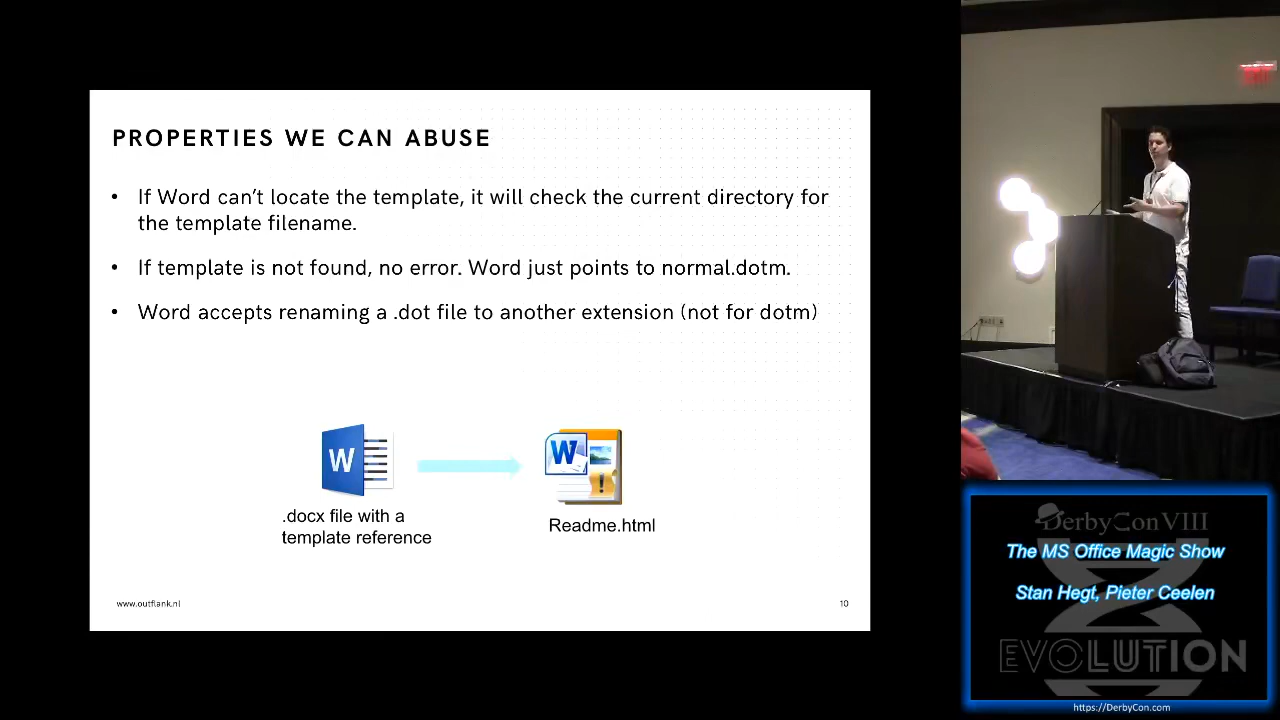 PROPERTIES WE CAN ABUSE
• If Word can't locate the template, it will check the current directory for
the template filename.
• If template is not found, no error. Word just points to normal.dotm.
• Word accepts renaming a .dot file to another extension (not for dotm)
W
W
.docx file with a
template reference
Readme.html
www.outflank.nl
10
DerbyCon VIII
The MS Office Magic Show
Stan Hegt, Pieter Ceelen
EVOLUTION
https://DerbyCon.com